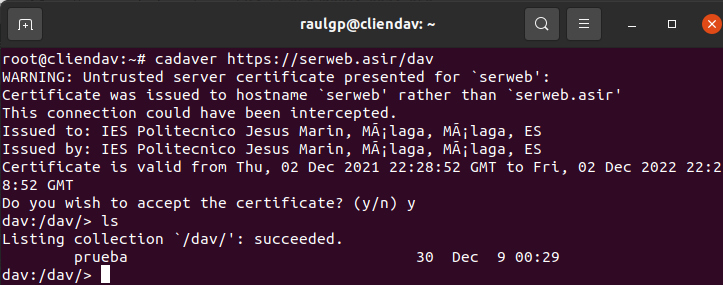 raulgp@cliendav: ~
root@cliendav:~# cadaver https://serweb.asir/dav
WARNING: Untrusted server certificate presented for `serweb':
Certificate was issued to hostname `serweb' rather than `serweb.asir'
This connection could have been intercepted.
Issued to: IES Politecnico Jesus Marin, MÃ¡laga, MÃ¡laga, ES
Issued by: IES Politecnico Jesus Marin, MÃ¡laga, MÃ¡laga, ES
Certificate is valid from Thu, 02 Dec 2021 22:28:52 GMT to Fri, 02 Dec 2022 22:2
8:52 GMT
Do you wish to accept the certificate? (y/n) y
dav:/dav/> ls
Listing collection `/dav/': succeeded.
        prueba                                30  Dec  9 00:29
dav:/dav/>